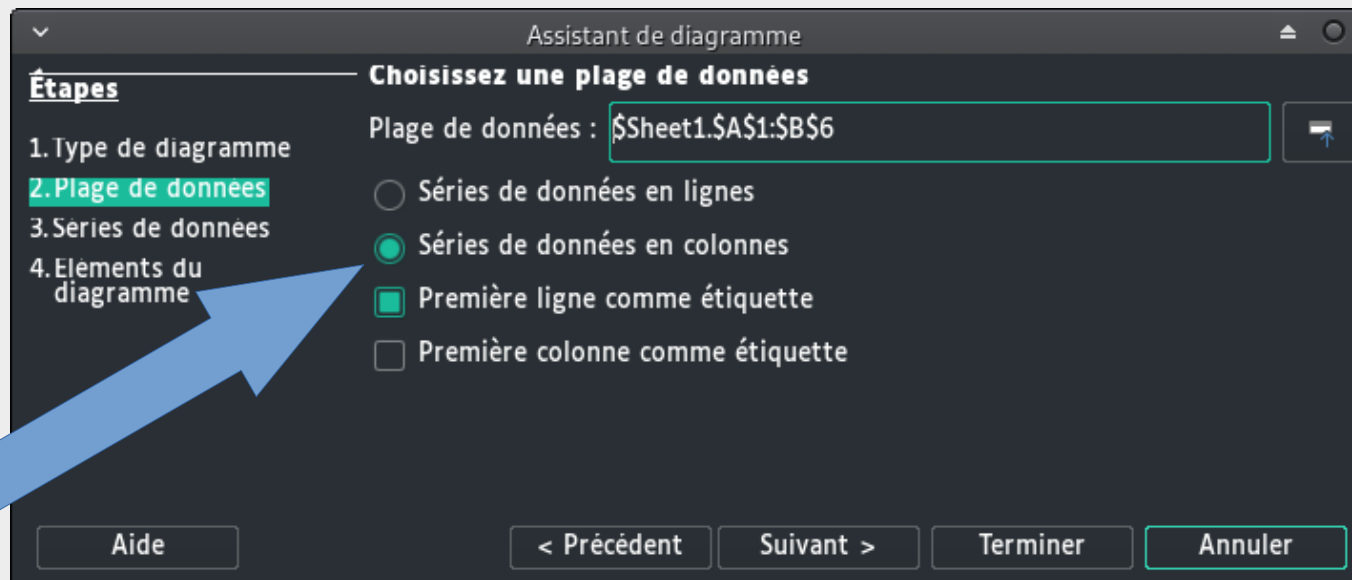 Assistant de diagramme
Étapes
1. Type de diagramme
2. Plage de données
3. Séries de données
4. Eléments du
diagramme
Choisissez une plage de données
Plage de données : $Sheet1.$A$1:$B$6
Séries de données en lignes
Séries de données en colonnes
Première ligne comme étiquette
Première colonne comme étiquette
Aide
< Précédent
Suivant >
Terminer
Annuler